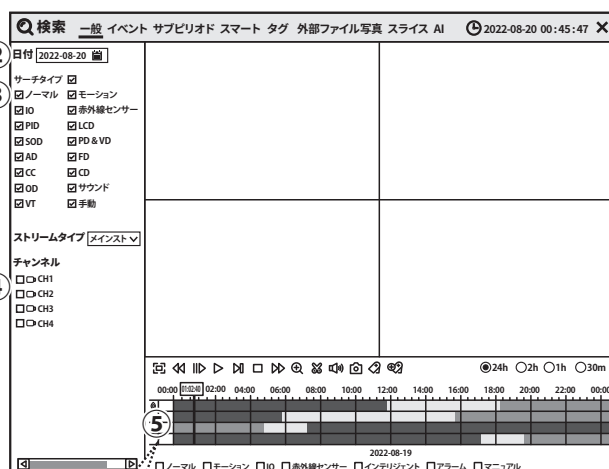 検索 一般 イベント サブピリオド スマート タグ 外部ファイル写真 スライス AI 2022-08-20 00:45:47 X
日付 2022-08-20
サーチタイプ
ノーマル モーション
IO 赤外線センサー
PID LCD
SOD PD & VD
AD FD
CC CD
OD サウンド
VT 手動
ストリームタイプ メインスト
チャンネル
CH1
CH2
CH3
CH4
24h 2h 1h 30m
00:00 01:02:40 02:00 04:00 06:00 08:00 10:00 12:00 14:00 16:00 18:00 20:00 22:00 00:00
5
2022-08-19
ノーマル モーション IO 赤外線センサー インテリジェント アラーム マニュアル